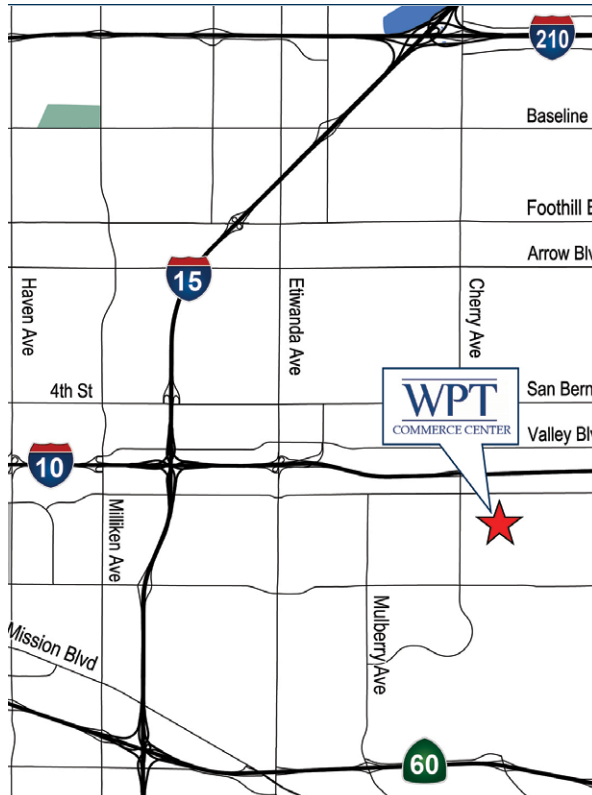 210
Baseline
Foothill B
Arrow Blv
15
Haven Ave
Etiwanda Ave
Cherry Ave
4th St
WPT
COMMERCE CENTER
San Bern
Valley Blv
10
Milliken Ave
Mulberry Ave
Mission Blvd
60